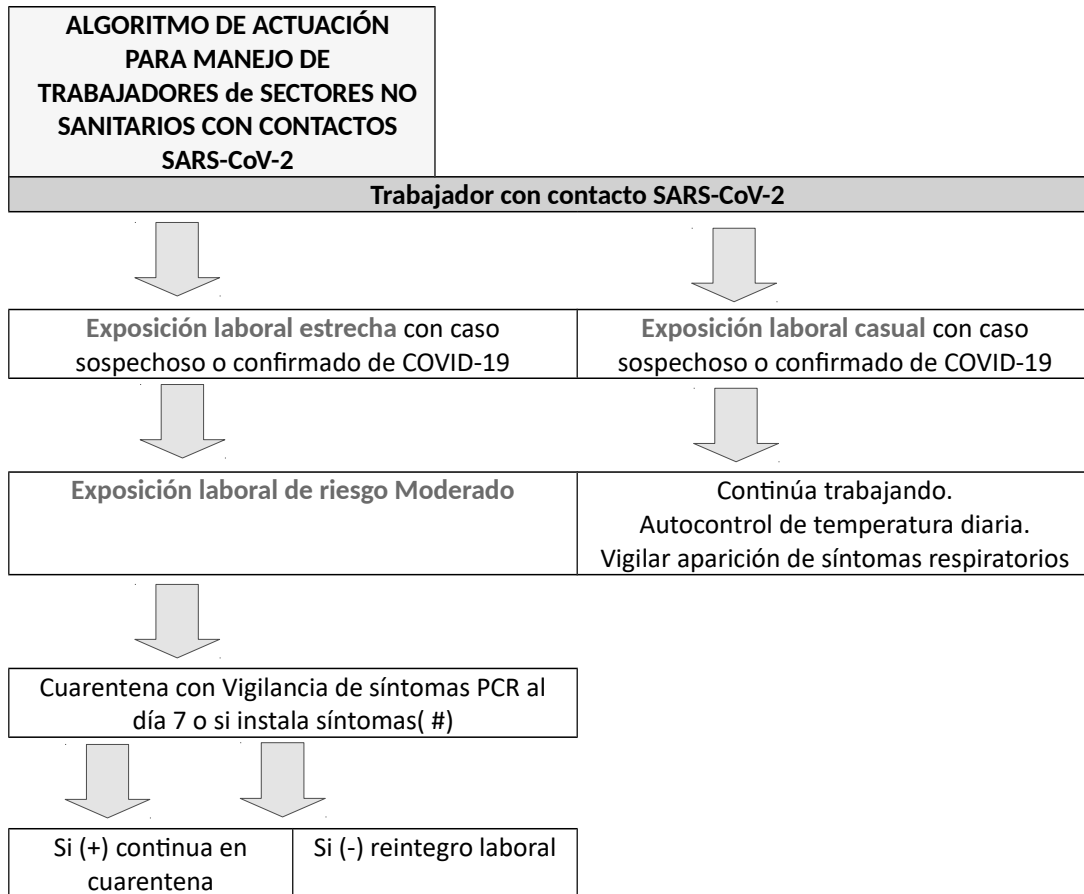 ALGORITMO DE ACTUACIÓN
PARA MANEJO DE
TRABAJADORES de SECTORES NO
SANITARIOS CON CONTACTOS
SARS-CoV-2
Trabajador con contacto SARS-CoV-2
Exposición laboral estrecha con caso
sospechoso o confirmado de COVID-19
Exposición laboral casual con caso
sospechoso o confirmado de COVID-19
Exposición laboral de riesgo Moderado
Continúa trabajando.
Autocontrol de temperatura diaria.
Vigilar aparición de síntomas respiratorios
Cuarentena con Vigilancia de síntomas PCR al
día 7 o si instala síntomas( #)
Si (+) continua en
cuarentena
Si (-) reintegro laboral